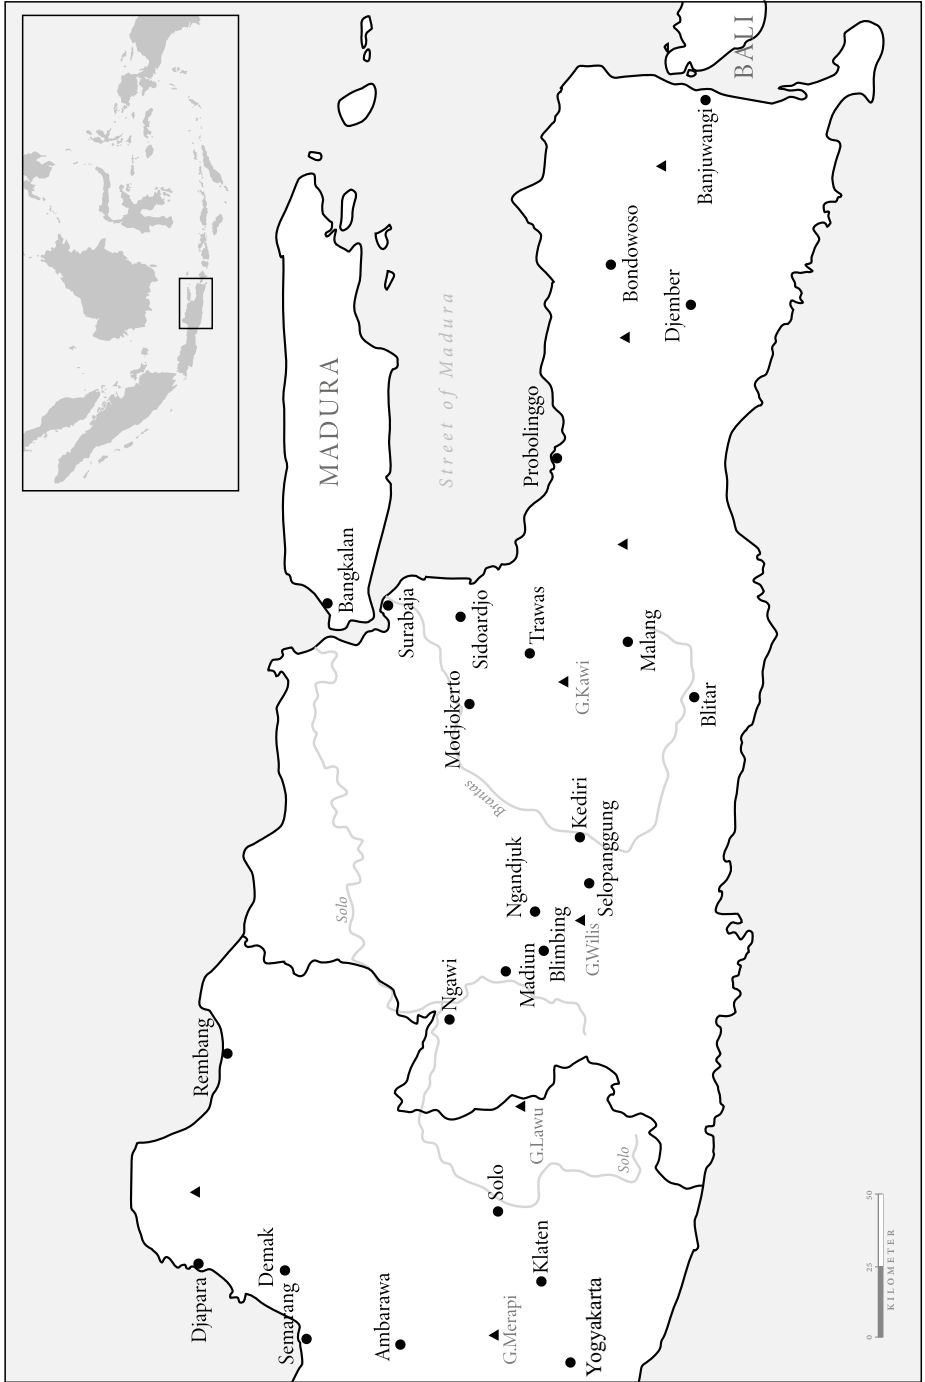 BALI
Banjuwangi
Bondowoso
Djember
MADURA
Street of Madura
Probolinggo
Bangkalan
Surabaja
Sidoardjo
Trawas
Malang
G.Kawi
Modjokerto
Blitar
Brantas
Kediri
Selopanggung
Ngandjuk
Solo
Blimbing
G.Wilis
Madiun
Ngawi
Rembang
G.Lawu
Solo
Solo
Klaten
Demak
Djapara
Semarang
Ambarawa
G.Merapi
Yogyakarta
0 25 50
KILOMETER